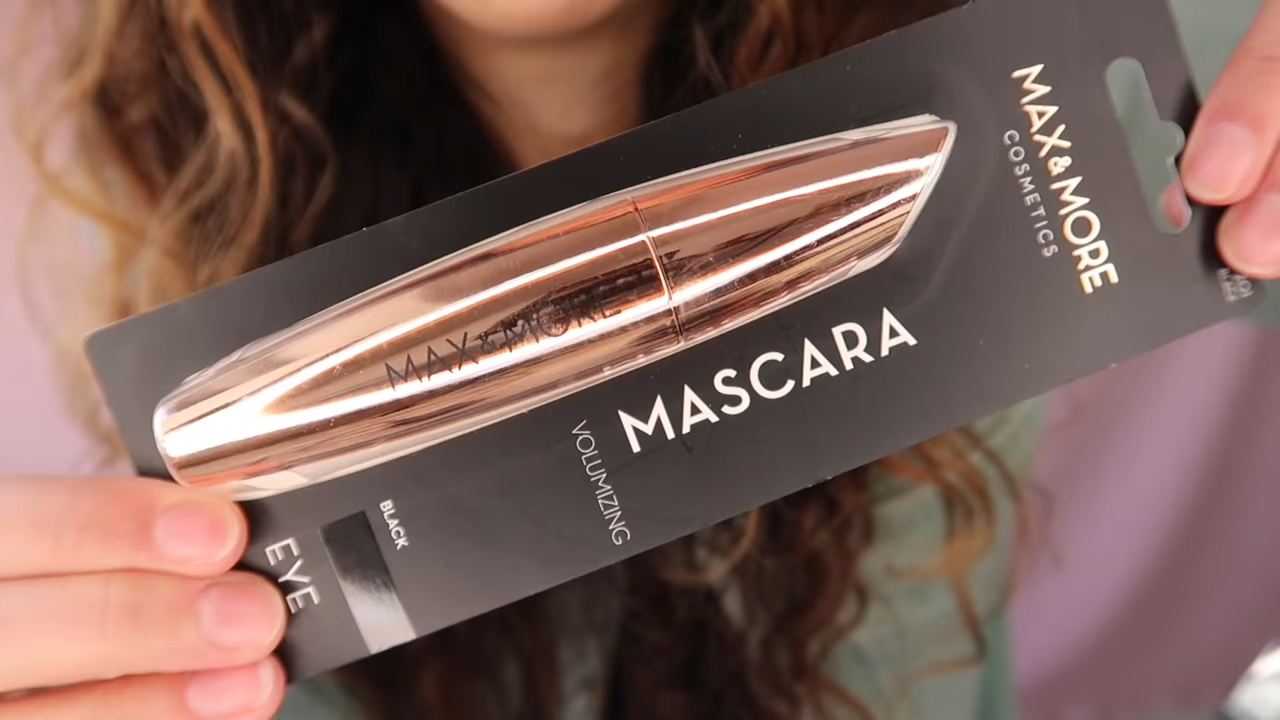 MAX&MORE
COSMETICS
MAX&MORE
MASCARA
VOLUMIZING
BLACK
EYE